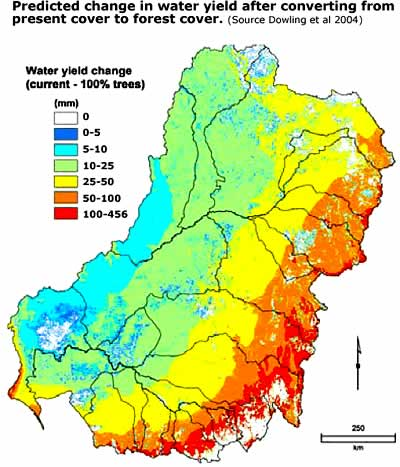 Predicted change in water yield after converting from
present cover to forest cover. (Source Dowling et al 2004)
Water yield change
(current - 100% trees)
(mm)
0
0-5
5-10
10-25
25-50
50-100
100-456
250
km